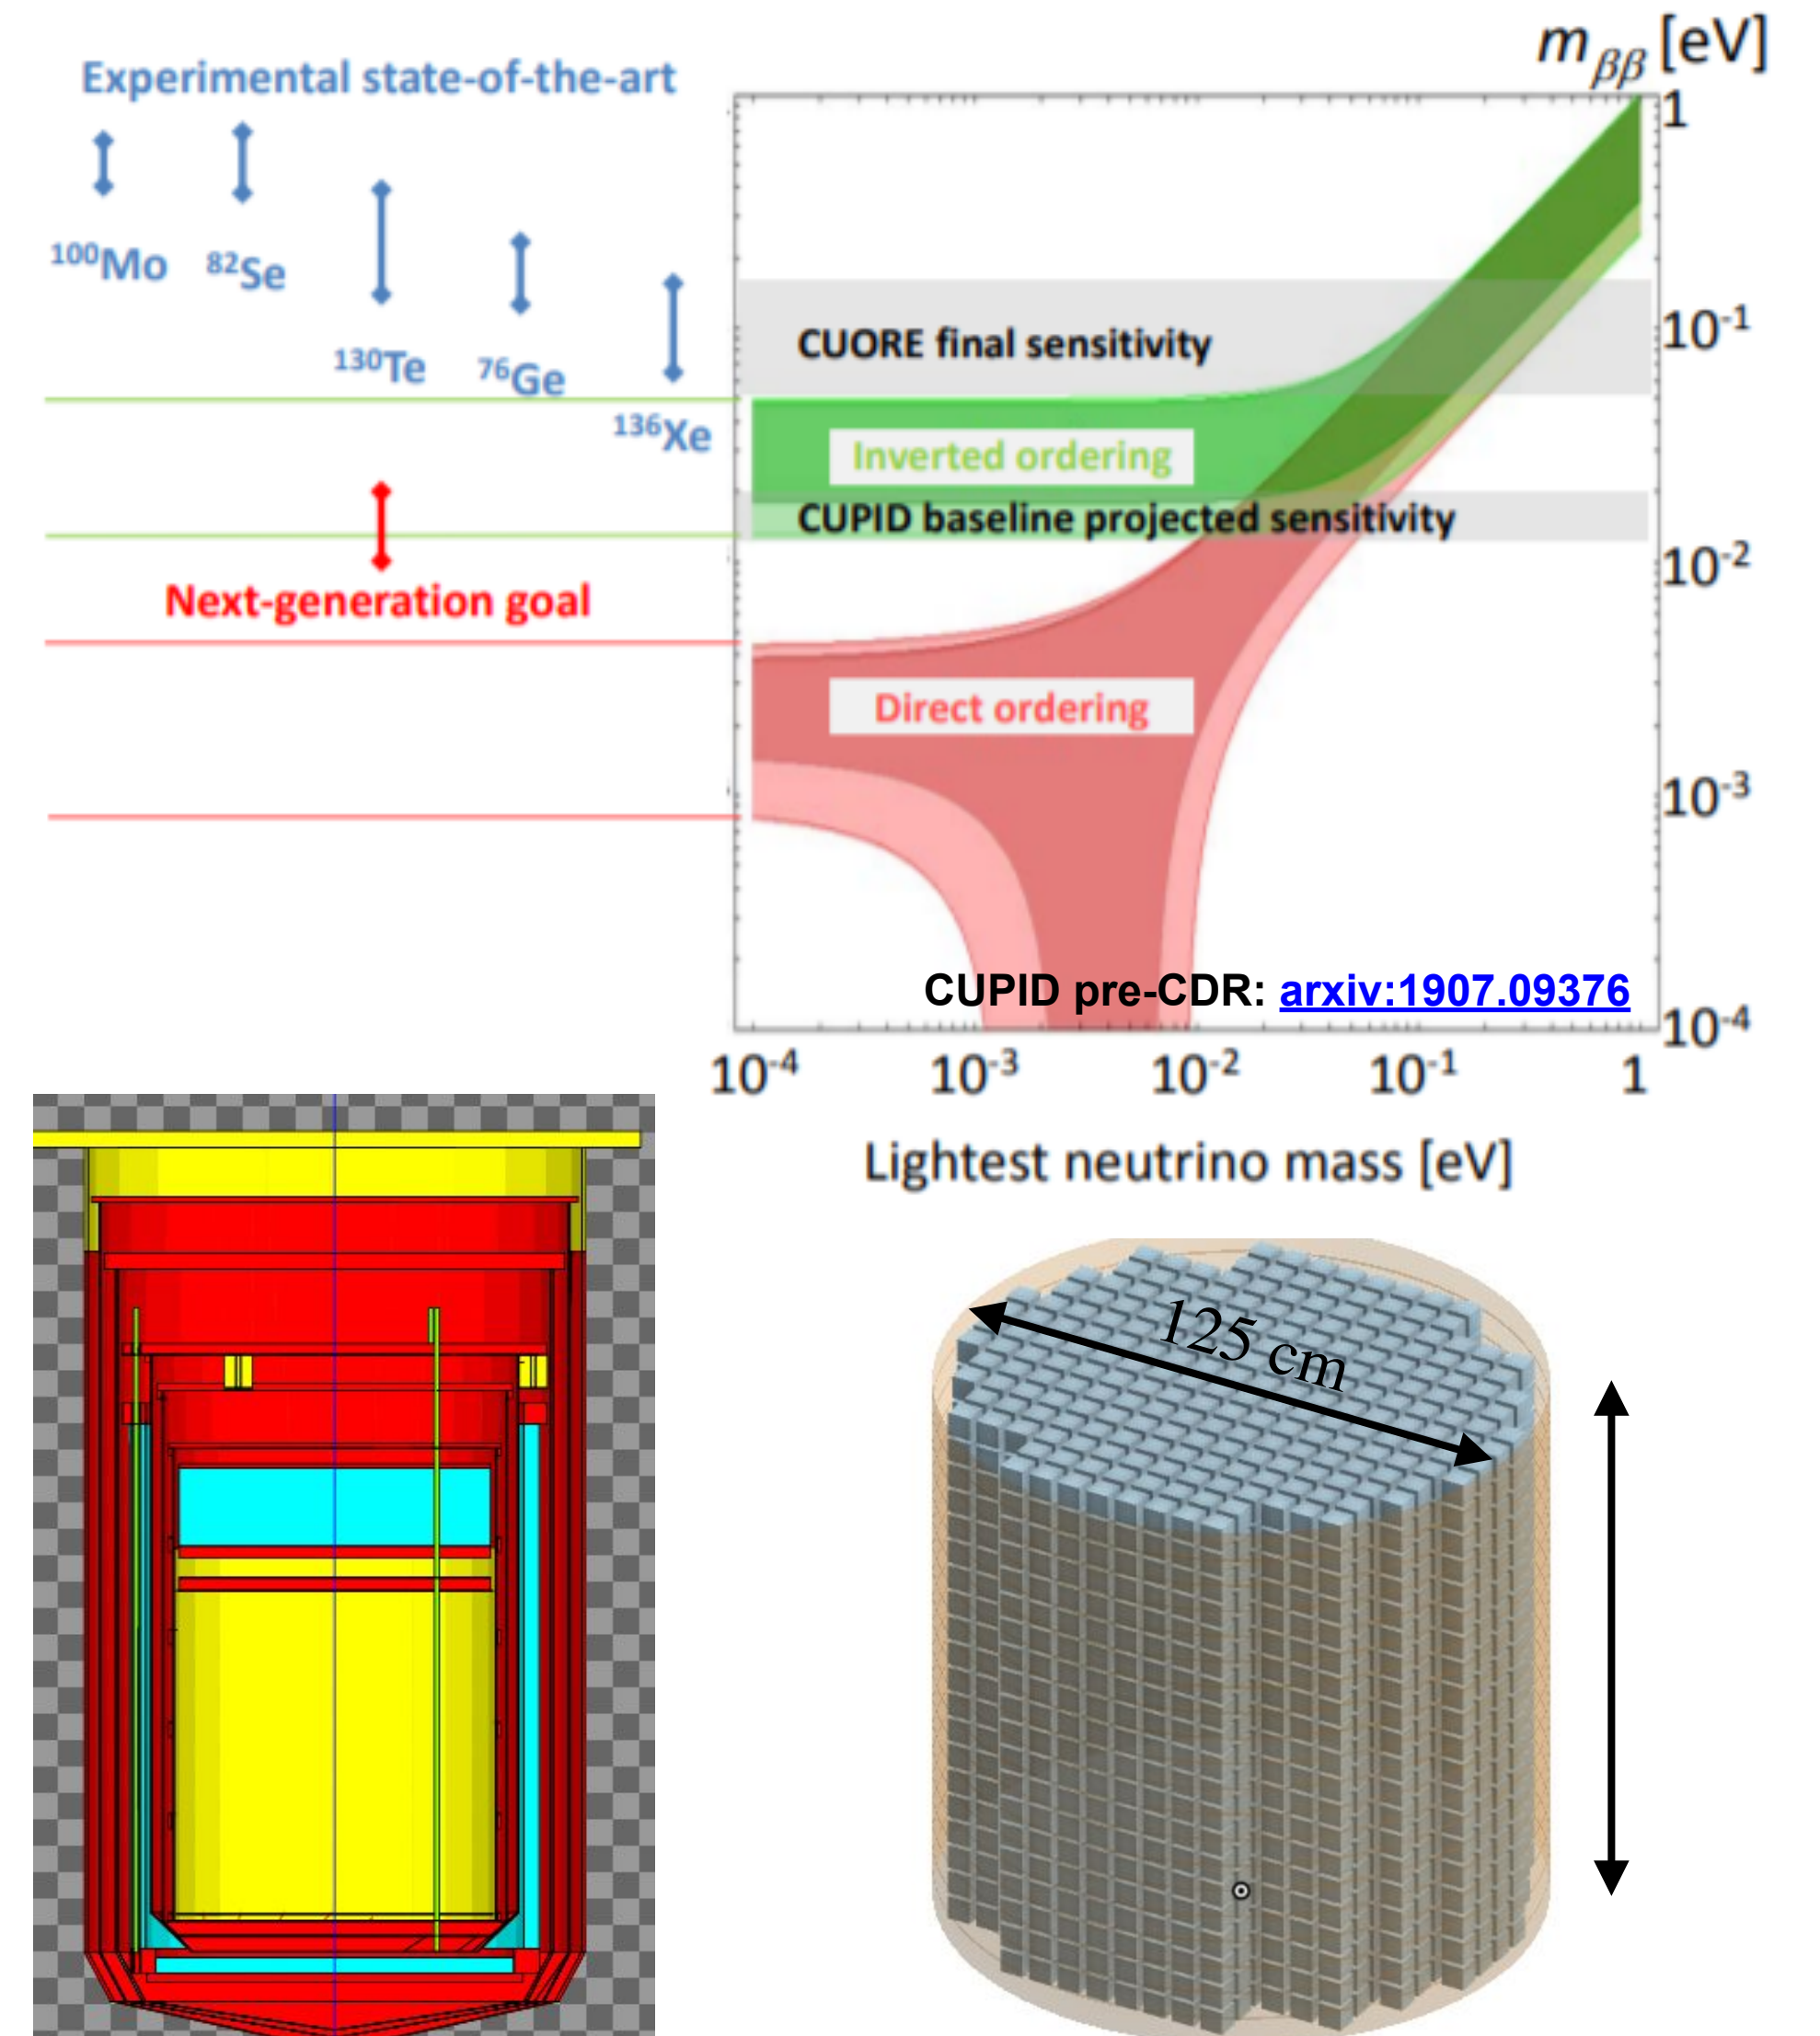 m_ββ [eV]
Experimental state-of-the-art
1
¹⁰⁰Mo
⁸²Se
CUORE final sensitivity
10⁻¹
¹³⁰Te
⁷⁶Ge
¹³⁶Xe
Inverted ordering
CUPID baseline projected sensitivity
10⁻²
Next-generation goal
Direct ordering
10⁻³
CUPID pre-CDR: arxiv:1907.09376
10⁻⁴
10⁻⁴ 10⁻³ 10⁻² 10⁻¹ 1
Lightest neutrino mass [eV]
125 cm